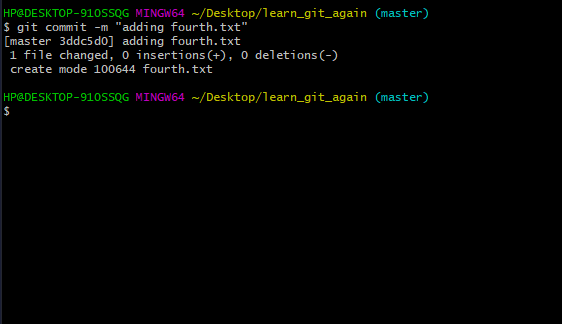 HP@DESKTOP-91OSSQG MINGW64 ~/Desktop/learn_git_again (master)
$ git commit -m "adding fourth.txt"
[master 3ddc5d0] adding fourth.txt
 1 file changed, 0 insertions(+), 0 deletions(-)
 create mode 100644 fourth.txt
HP@DESKTOP-91OSSQG MINGW64 ~/Desktop/learn_git_again (master)
$